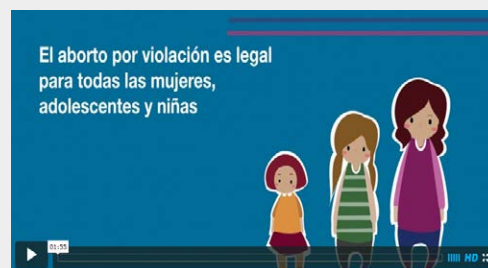 El aborto por violación es legal
para todas las mujeres,
adolescentes y niñas
01:55
HD